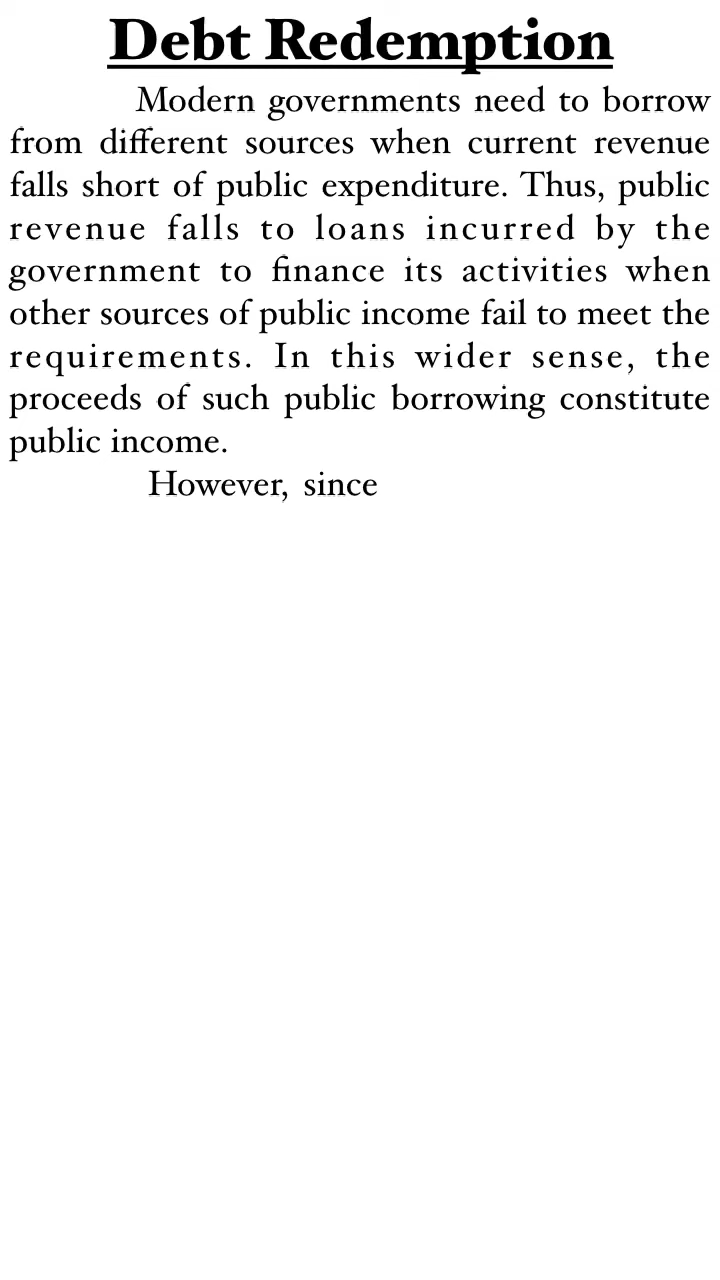 Debt Redemption
Modern governments need to borrow
from different sources when current revenue
falls short of public expenditure. Thus, public
revenue falls to loans incurred by the
government to finance its activities when
other sources of public income fail to meet the
requirements. In this wider sense, the
proceeds of such public borrowing constitute
public income.
However, since